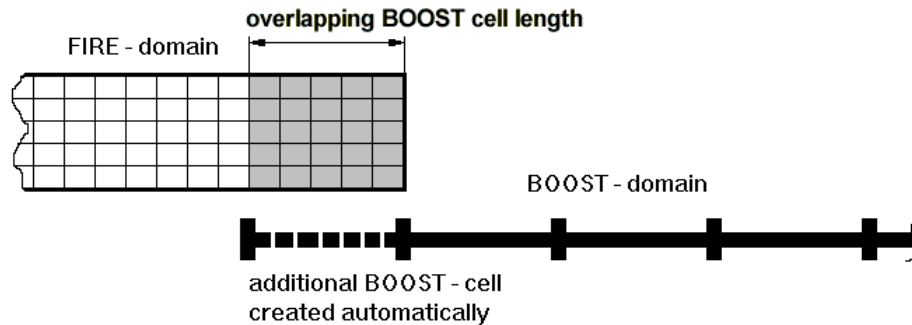 overlapping BOOST cell length
FIRE - domain
BOOST - domain
additional BOOST - cell
created automatically